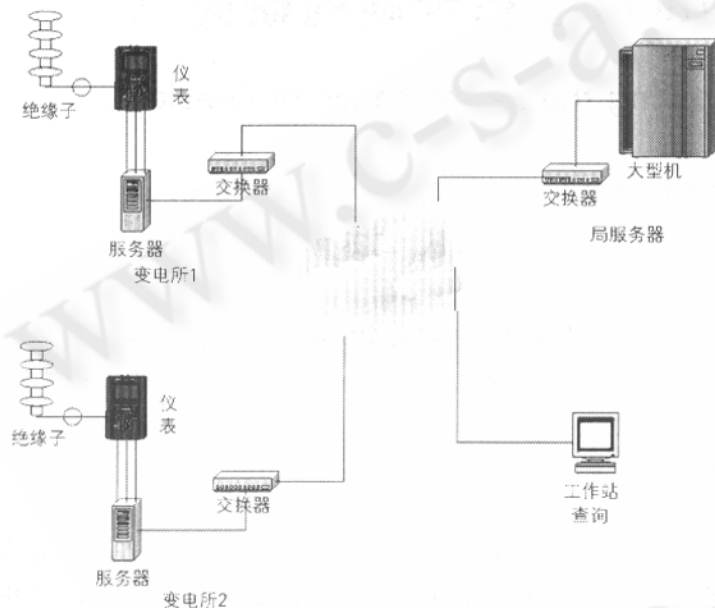 绝缘子
仪
表
交换器
服务器
变电所1
大型机
交换器
局服务器
绝缘子
仪
表
交换器
服务器
变电所2
工作站
查询
www.c-s-a.c